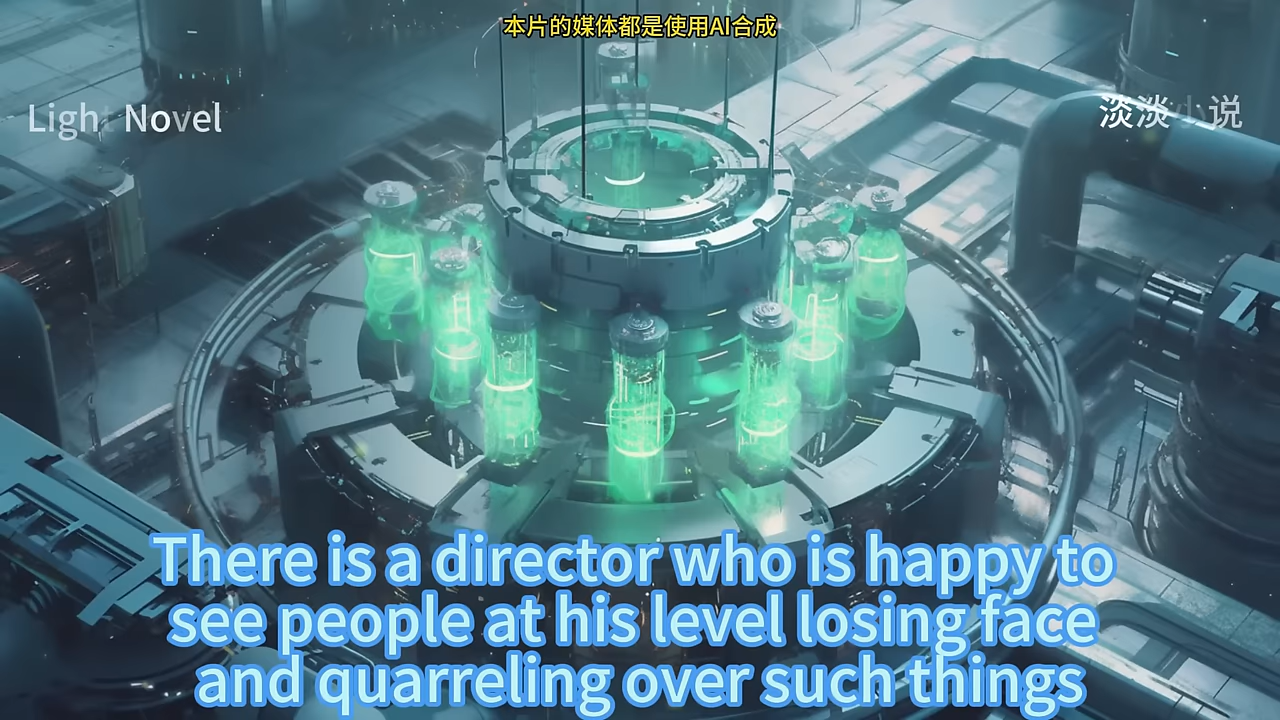 本片的媒体都是使用AI合成
Light Novel
淡淡小说
There is a director who is happy to
see people at his level losing face
and quarreling over such things